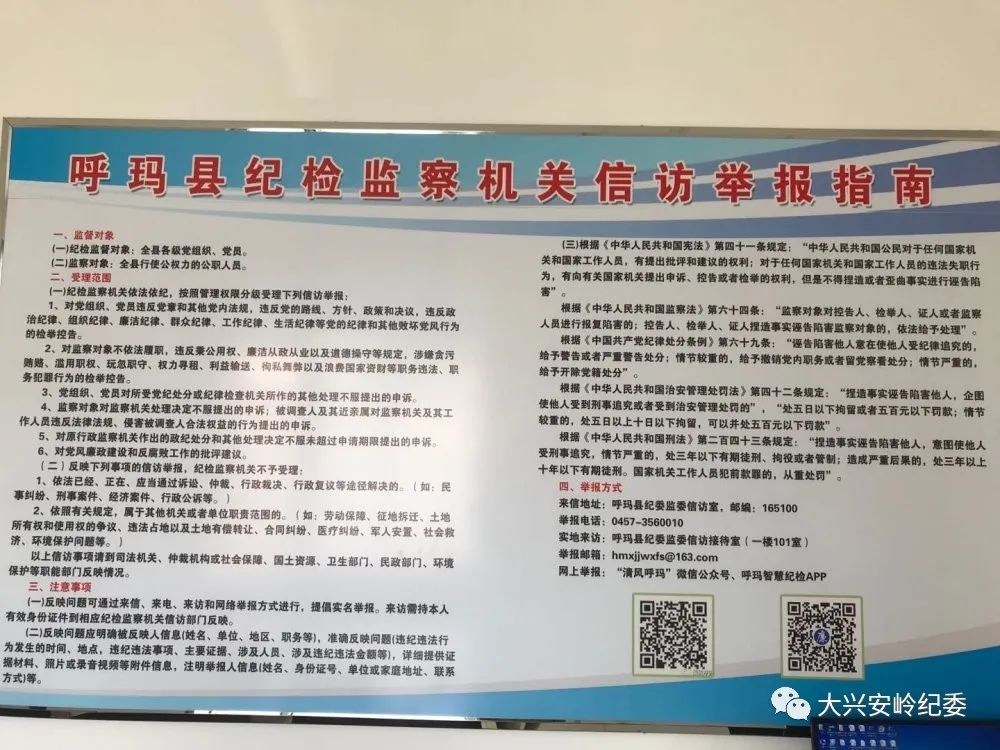 呼玛县纪检监察机关信访举报指南
一、监督对象
(一)纪检监督对象：全县各级党组织、党员。
(二)监察对象：全县行使公权力的公职人员。
二、受理范围
(一)纪检监察机关依法依纪，按照管理权限分级受理下列信访举报：
1、对党组织、党员违反党章和其他党内法规，违反党的路线、方针、政策和决议，违反政
治纪律、组织纪律、廉洁纪律、群众纪律、工作纪律、生活纪律等党的纪律和其他败坏党风行为
的检举控告。
2、对监察对象不依法履职，违反秉公用权、廉洁从政从业以及道德操守等规定，涉嫌贪污
贿赂、滥用职权、玩忽职守、权力寻租、利益输送、徇私舞弊以及浪费国家资财等职务违法、职
务犯罪行为的检举控告。
3、党组织、党员对所受党纪处分或纪律检查机关所作的其他处理不服提出的申诉。
4、监察对象对监察机关处理决定不服提出的申诉；被调查人及其近亲属对监察机关及其工
作人员违反法律法规、侵害被调查人合法权益的行为提出的申诉。
5、对原行政监察机关作出的政纪处分和其他处理决定不服未超过申请期限提出的申诉。
6、对党风廉政建设和反腐败工作的批评建议。
(二)反映下列事项的信访举报，纪检监察机关不予受理：
1、依法已经、正在、应当通过诉讼、仲裁、行政裁决、行政复议等途径解决的。(如：民
事纠纷、刑事案件、经济案件、行政公诉等。)
2、依照有关规定，属于其他机关或者单位职责范围的。(如：劳动保障、征地拆迁、土地
所有权和使用权的争议、违法占地以及土地有偿转让、合同纠纷、医疗纠纷、军人安置、社会救
济、环境保护问题等。)
以上信访事项请到司法机关、仲裁机构或社会保障、国土资源、卫生部门、民政部门、环境
保护等职能部门反映情况。
三、注意事项
(一)反映问题可通过来信、来电、来访和网络举报方式进行，提倡实名举报。来访需持本人
有效身份证件到相应纪检监察机关信访部门反映。
(二)反映问题应明确被反映人信息(姓名、单位、地区、职务等)，准确反映问题(违纪违法行
为发生的时间、地点，违纪违法事项、主要证据、涉及人员、涉及违纪违法金额等)，详细提供证
据材料、照片或录音视频等附件信息，注明举报人信息(姓名、身份证号、单位或家庭地址、联系
方式)等。
(三)根据《中华人民共和国宪法》第四十一条规定：“中华人民共和国公民对于任何国家机
关和国家工作人员，有提出批评和建议的权利；对于任何国家机关和国家工作人员的违法失职行
为，有向有关国家机关提出申诉、控告或者检举的权利，但是不得捏造或者歪曲事实进行诬告陷
害”。
根据《中华人民共和国监察法》第六十四条：“监察对象对控告人、检举人、证人或者监察
人员进行报复陷害的；控告人、检举人、证人捏造事实诬告陷害监察对象的，依法给予处理”。
根据《中国共产党纪律处分条例》第六十九条：“诬告陷害他人意在使他人受纪律追究的，
给予警告或者严重警告处分；情节较重的，给予撤销党内职务或者留党察看处分；情节严重的，
给予开除党籍处分”。
根据《中华人民共和国治安管理处罚法》第四十二条规定：“捏造事实诬告陷害他人，企图
使他人受到刑事追究或者受到治安管理处罚的”，“处五日以下拘留或者五百元以下罚款；情节
较重的，处五日以上十日以下拘留，可以并处五百元以下罚款”。
根据《中华人民共和国刑法》第二百四十三条规定：“捏造事实诬告陷害他人，意图使他人
受刑事追究，情节严重的，处三年以下有期徒刑、拘役或者管制；造成严重后果的，处三年以上
十年以下有期徒刑。国家机关工作人员犯前款罪的，从重处罚”。
四、举报方式
来信地址：呼玛县纪委监委信访室，邮编：165100
举报电话：0457-3560010
实地来访：呼玛县纪委监委信访接待室（一楼101室）
举报邮箱：hmxjjwxfs@163.com
网上举报：“清风呼玛”微信公众号、呼玛智慧纪检APP
大兴安岭纪委